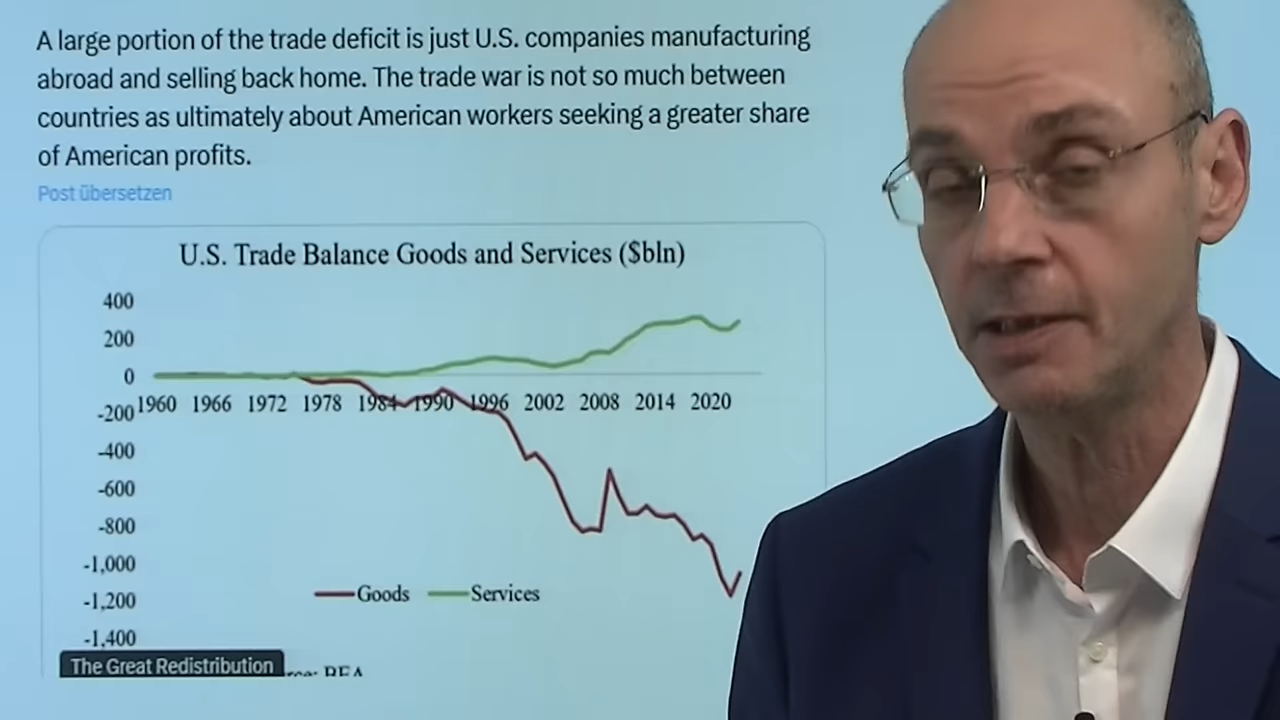 A large portion of the trade deficit is just U.S. companies manufacturing
abroad and selling back home. The trade war is not so much between
countries as ultimately about American workers seeking a greater share
of American profits.
Post übersetzen
U.S. Trade Balance Goods and Services ($bln)
400
200
0
-200
1960 1966 1972 1978 1984 1990 1996 2002 2008 2014 2020
-400
-600
-800
-1,000
Goods Services
-1,200
-1,400
The Great Redistribution
BEA